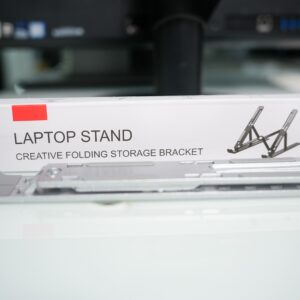 LAPTOP STAND
CREATIVE FOLDING STORAGE BRACKET